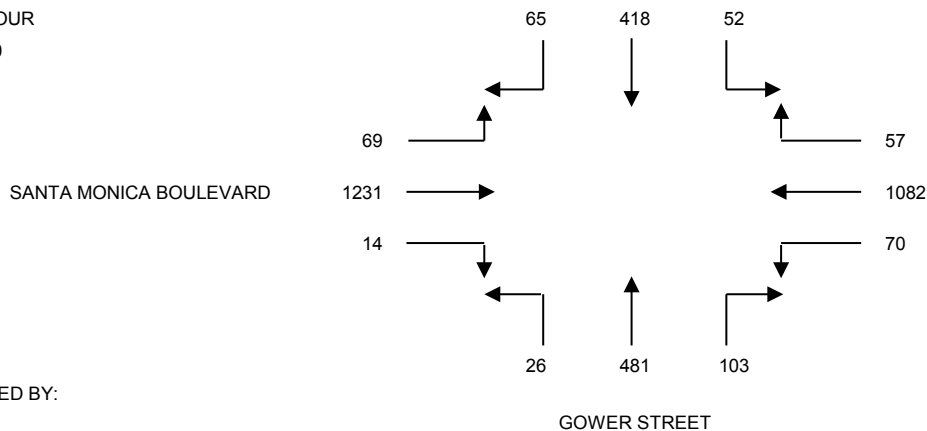 65 418 52
69 57
SANTA MONICA BOULEVARD 1231 1082
14 70
26 481 103
ED BY:
GOWER STREET